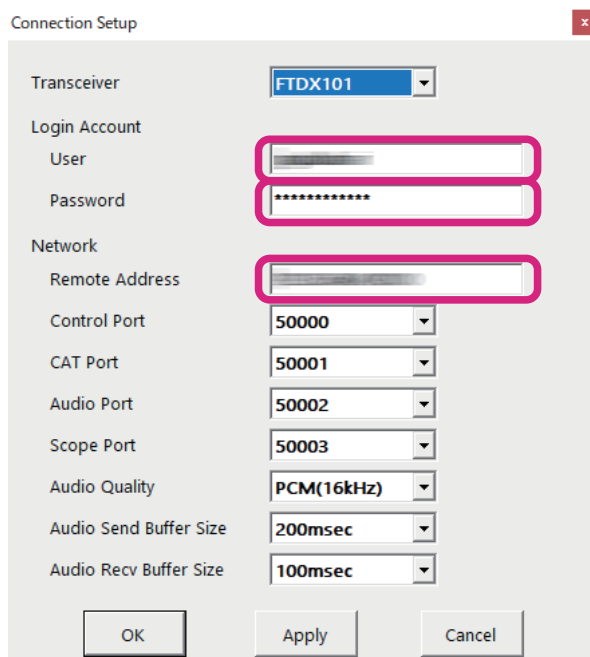 Connection Setup x
Transceiver FTDX101
Login Account
User
Password ************
Network
Remote Address
Control Port 50000
CAT Port 50001
Audio Port 50002
Scope Port 50003
Audio Quality PCM(16kHz)
Audio Send Buffer Size 200msec
Audio Recv Buffer Size 100msec
OK Apply Cancel